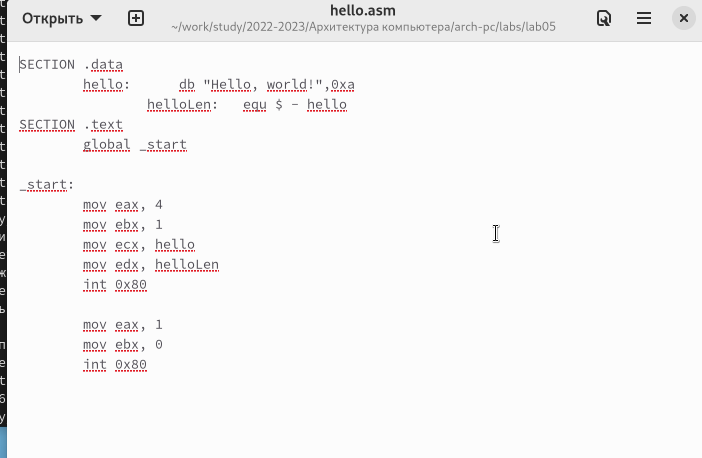 Открыть
hello.asm
~/work/study/2022-2023/Архитектура компьютера/arch-pc/labs/lab05
SECTION .data
hello: db "Hello, world!",0xa
helloLen: equ $ - hello
SECTION .text
global _start
_start:
mov eax, 4
mov ebx, 1
mov ecx, hello
mov edx, helloLen
int 0x80
mov eax, 1
mov ebx, 0
int 0x80